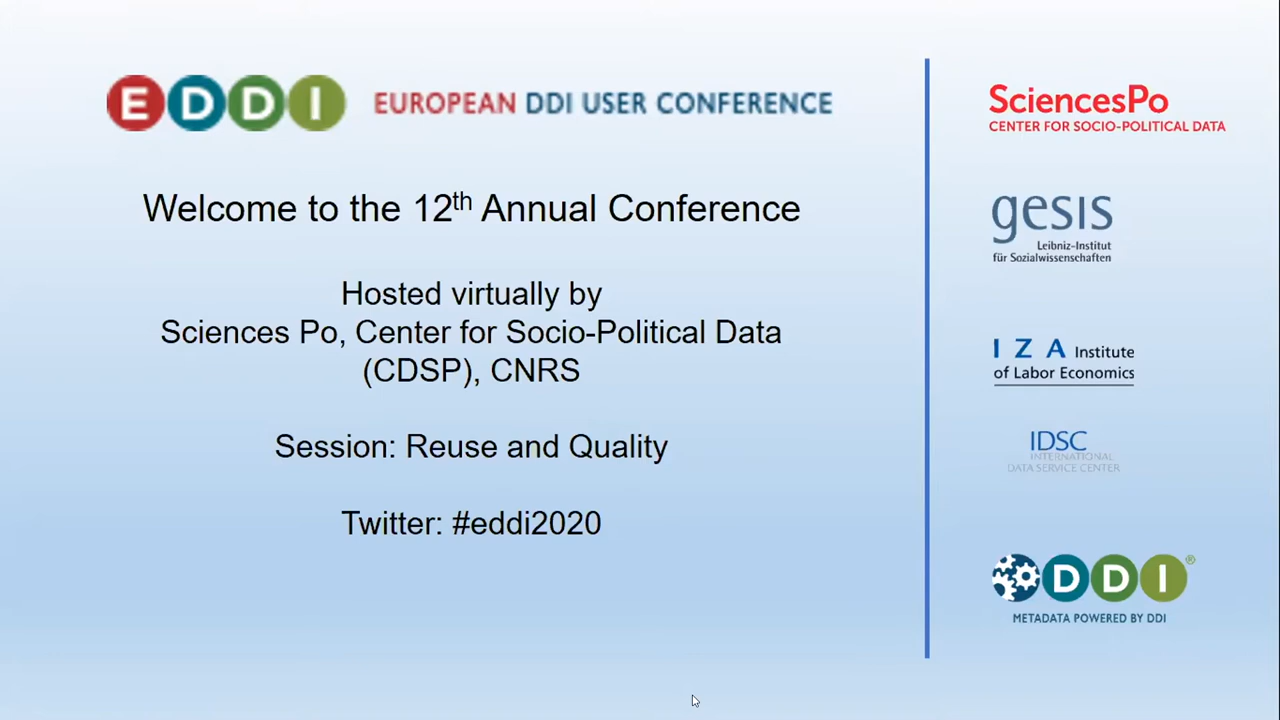 EDDI EUROPEAN DDI USER CONFERENCE
Welcome to the 12th Annual Conference
Hosted virtually by
Sciences Po, Center for Socio-Political Data
(CDSP), CNRS
Session: Reuse and Quality
Twitter: #eddi2020
SciencesPo
CENTER FOR SOCIO-POLITICAL DATA
gesis
Leibniz-Institut
für Sozialwissenschaften
IZA Institute
of Labor Economics
IDSC
INTERNATIONAL
DATA SERVICE CENTER
DDI®
METADATA POWERED BY DDI